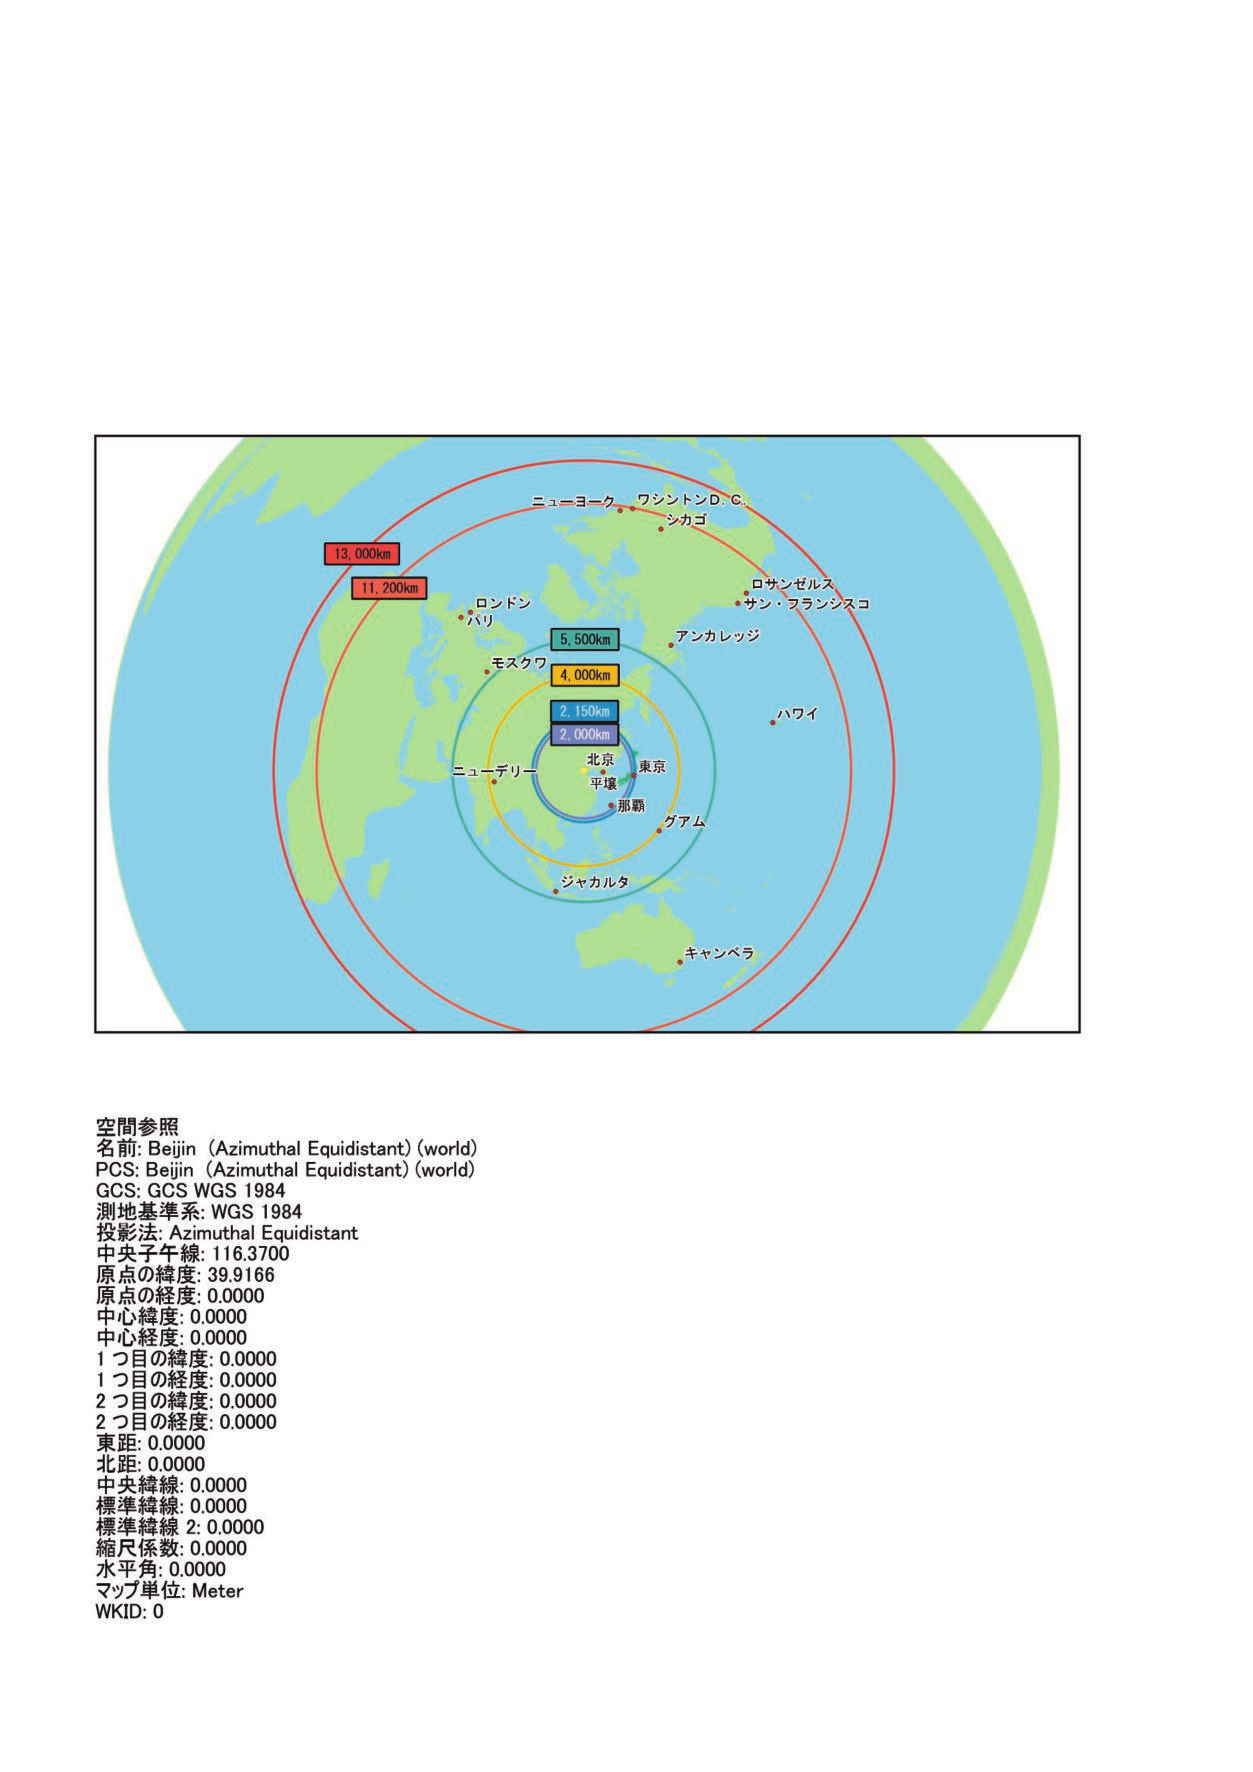 ニューヨーク
ワシントンD.C.
シカゴ
13,000km
11,200km
ロサンゼルス
サン・フランシスコ
ロンドン
パリ
5,500km
アンカレッジ
モスクワ
4,000km
2,150km
ハワイ
2,000km
北京
ニューデリー
東京
平壌
那覇
グアム
ジャカルタ
キャンベラ
空間参照
名前: Beijin (Azimuthal Equidistant) (world)
PCS: Beijin (Azimuthal Equidistant) (world)
GCS: GCS WGS 1984
測地基準系: WGS 1984
投影法: Azimuthal Equidistant
中央子午線: 116.3700
原点の緯度: 39.9166
原点の経度: 0.0000
中心緯度: 0.0000
中心経度: 0.0000
1 つ目の緯度: 0.0000
1 つ目の経度: 0.0000
2 つ目の緯度: 0.0000
2 つ目の経度: 0.0000
東距: 0.0000
北距: 0.0000
中央緯線: 0.0000
標準緯線: 0.0000
標準緯線 2: 0.0000
縮尺係数: 0.0000
水平角: 0.0000
マップ単位: Meter
WKID: 0